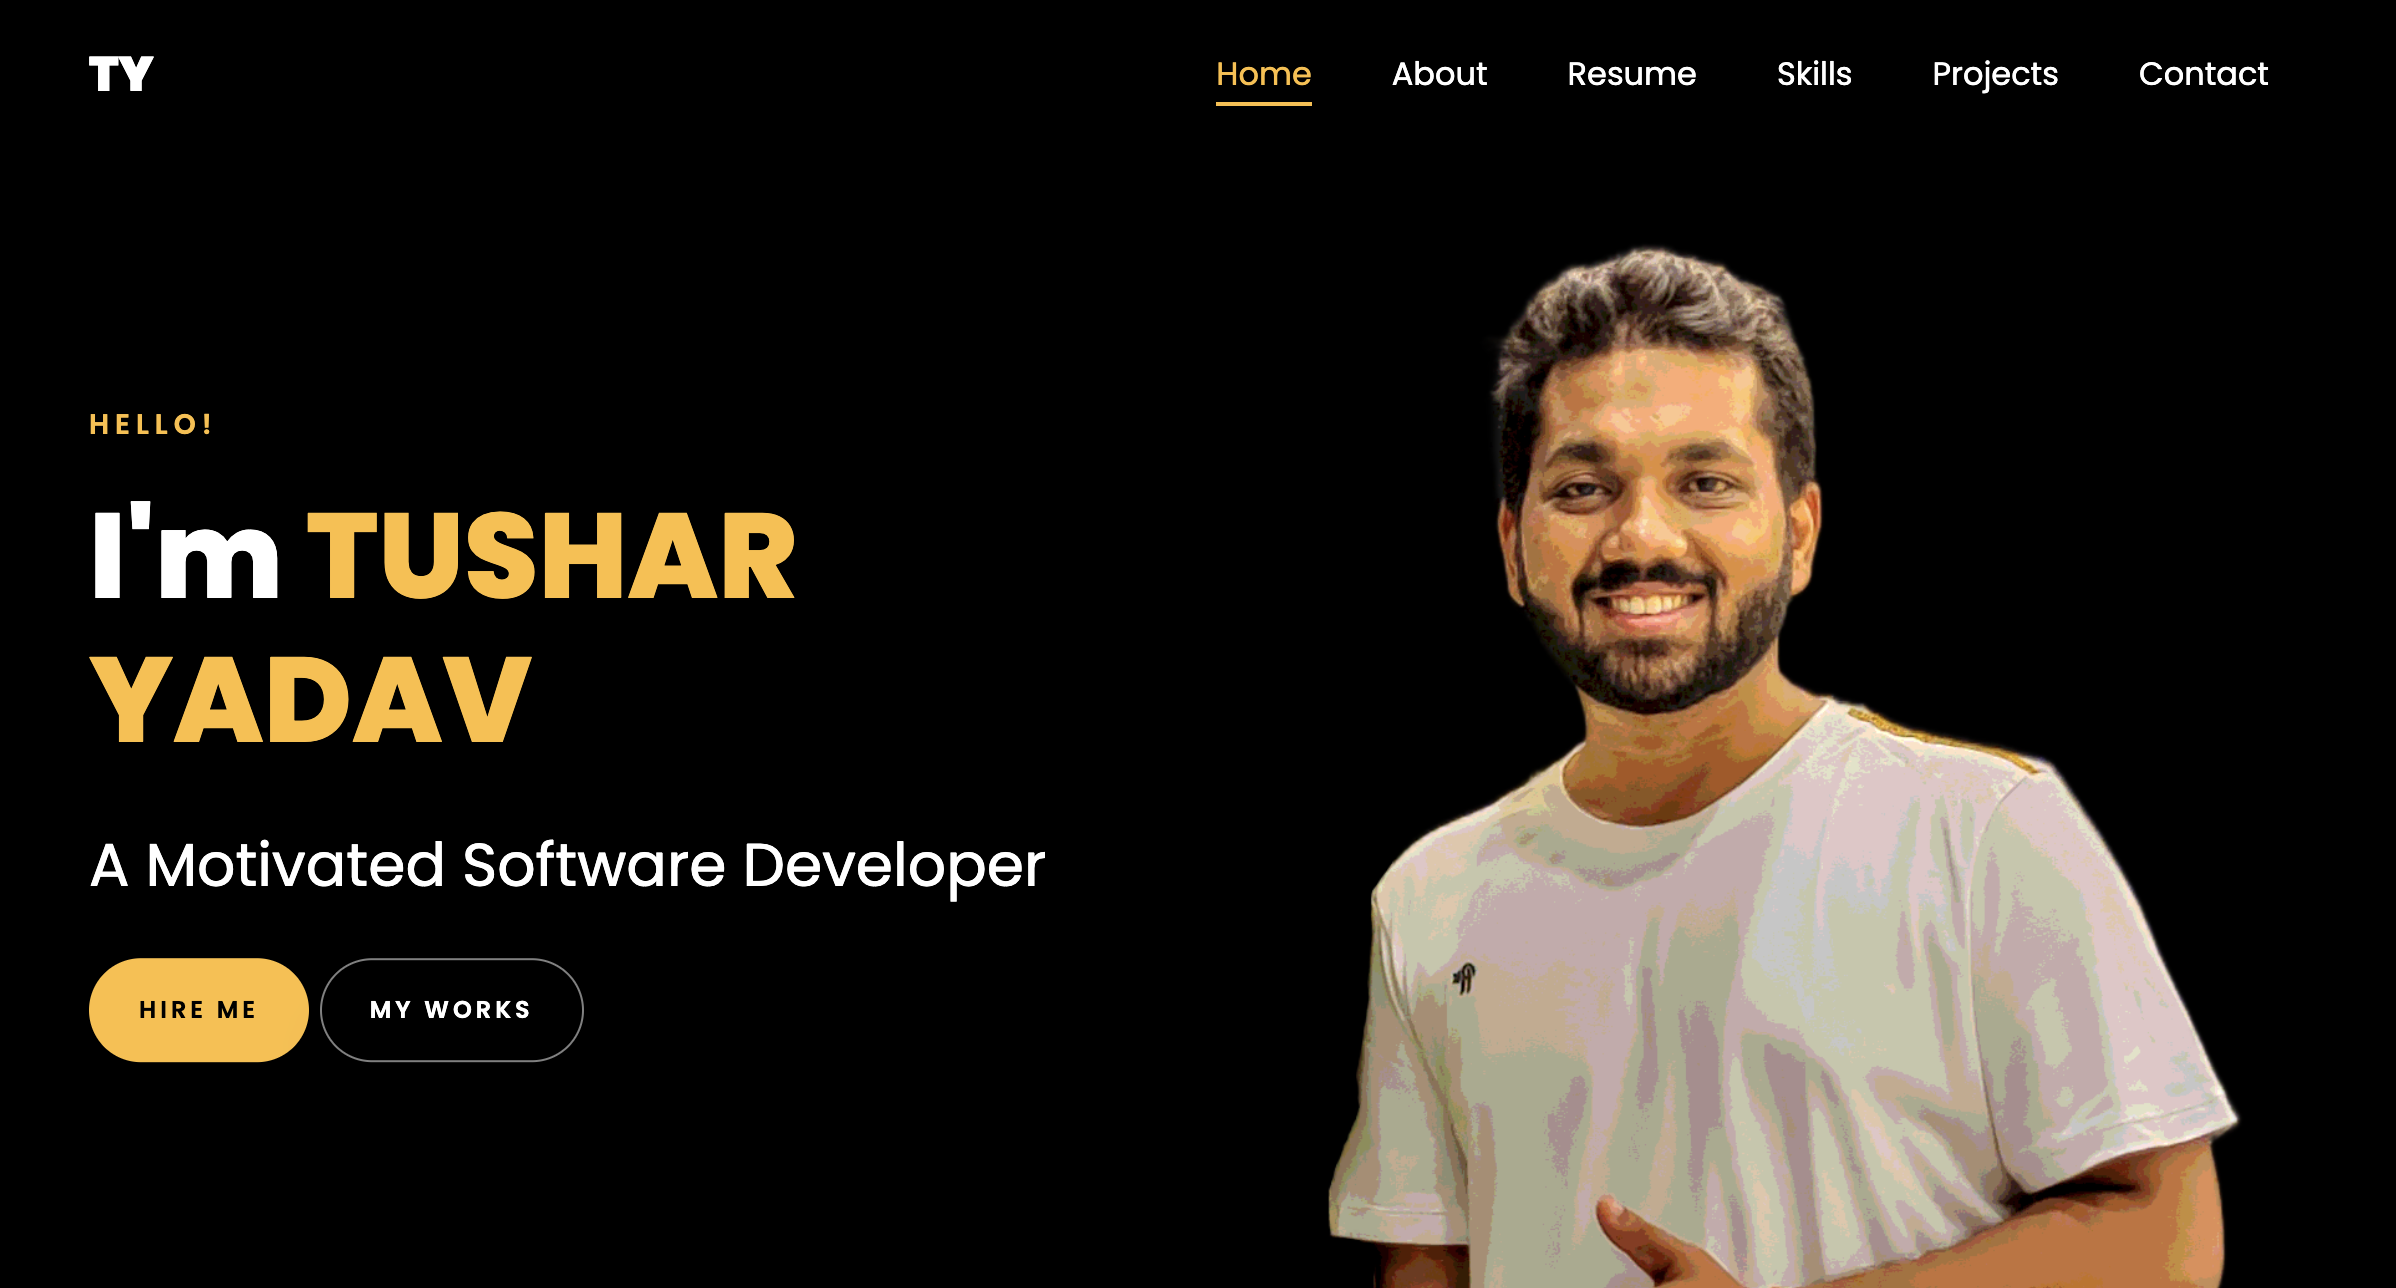 TY
Home About Resume Skills Projects Contact
HELLO!
I'm TUSHAR
YADAV
A Motivated Software Developer
HIRE ME MY WORKS